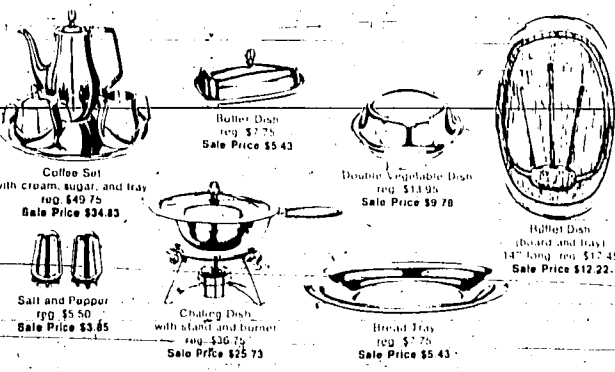 Coffee Set
with cream, sugar, and tray
reg. $49.75
Sale Price $34.83
Butter Dish
reg. $7.75
Sale Price $5.43
Double Vegetable Dish
reg. $13.95
Sale Price $9.78
Buffet Dish
(board and tray)
14" long. reg. $17.45
Sale Price $12.22
Salt and Pepper
reg. $5.50
Sale Price $3.85
Chafing Dish
with stand and burner
reg. $36.75
Sale Price $25.73
Bread Tray
reg. $7.75
Sale Price $5.43